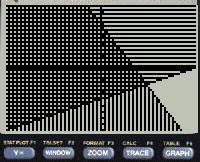 STAT PLOT F1 TBLSET F2 FORMAT F3 CALC F4 TABLE F5
Y= WINDOW ZOOM TRACE GRAPH